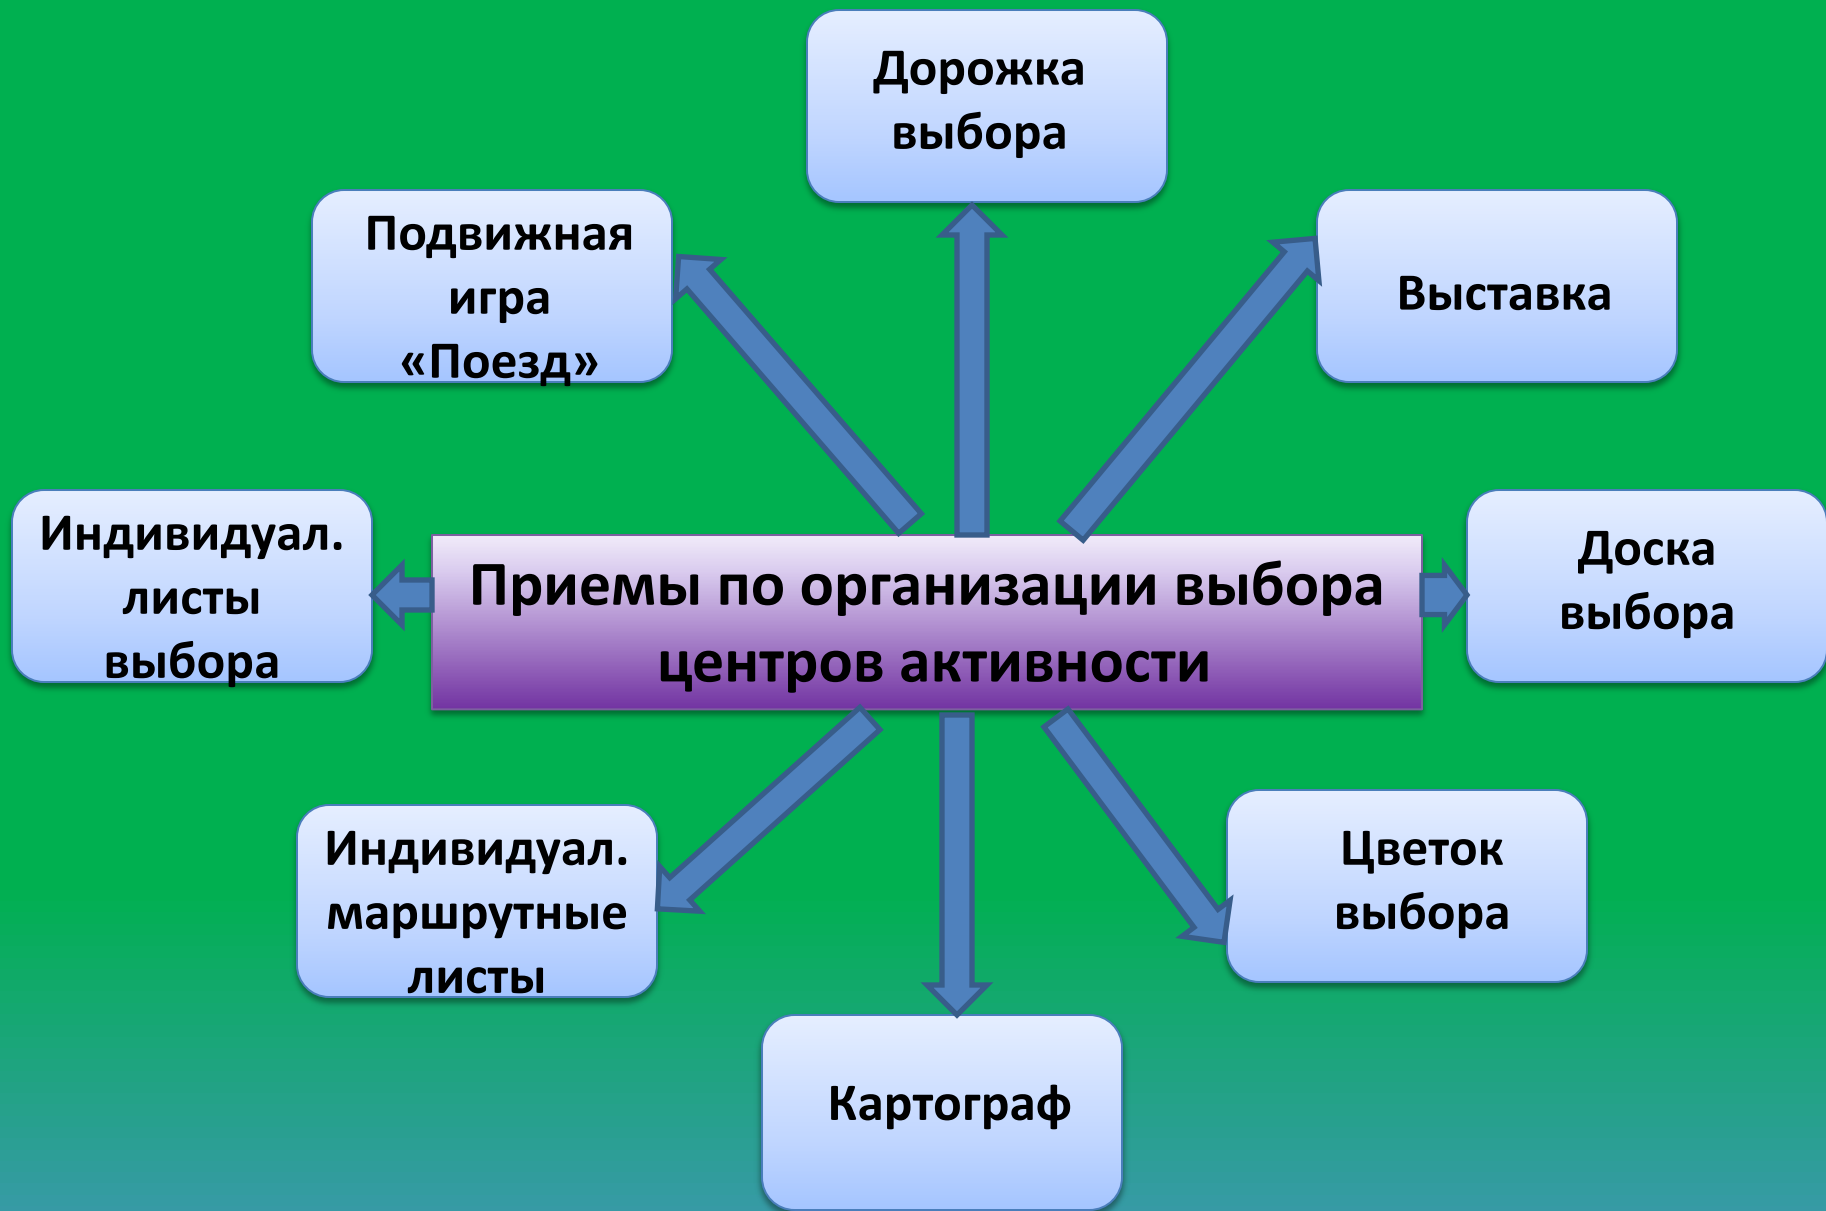 Дорожка
выбора
Подвижная
игра
«Поезд»
Выставка
Индивидуал.
листы
выбора
Приемы по организации выбора
центров активности
Доска
выбора
Индивидуал.
маршрутные
листы
Цветок
выбора
Картограф